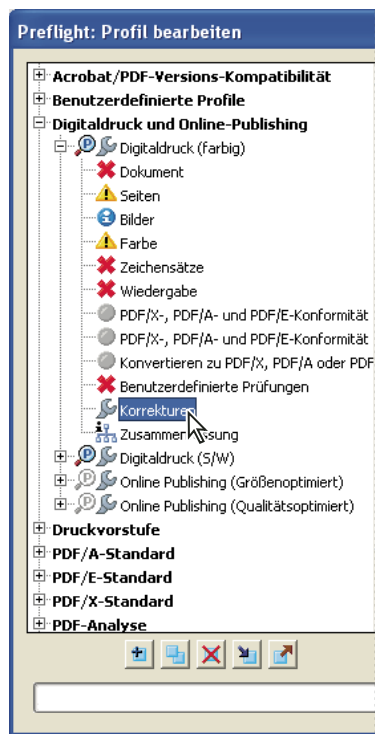 Preflight: Profil bearbeiten
Acrobat/PDF-Versions-Kompatibilität
Benutzerdefinierte Profile
Digitaldruck und Online-Publishing
Digitaldruck (farbig)
Dokument
Seiten
Bilder
Farbe
Zeichensätze
Wiedergabe
PDF/X-, PDF/A- und PDF/E-Konformität
PDF/X-, PDF/A- und PDF/E-Konformität
Konvertieren zu PDF/X, PDF/A oder PDF
Benutzerdefinierte Prüfungen
Korrekturen
Zusammenfassung
Digitaldruck (S/W)
Online Publishing (Größenoptimiert)
Online Publishing (Qualitätsoptimiert)
Druckvorstufe
PDF/A-Standard
PDF/E-Standard
PDF/X-Standard
PDF-Analyse